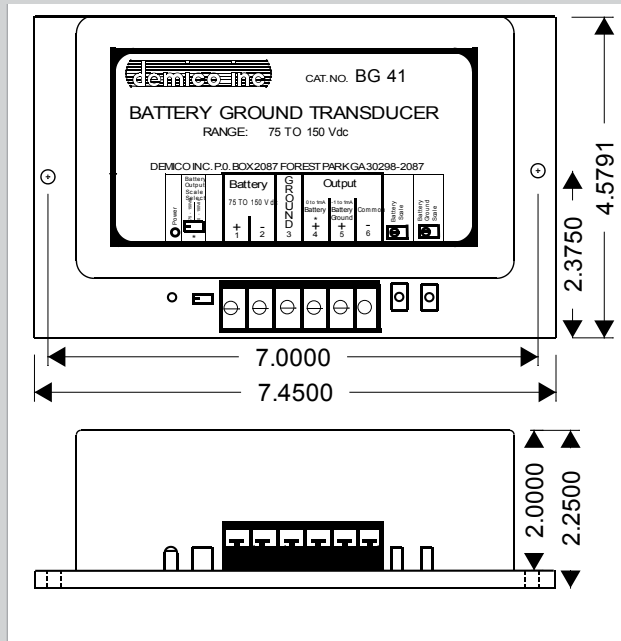 demico inc
CAT. NO. BG 41
BATTERY GROUND TRANSDUCER
RANGE: 75 TO 150 Vdc
DEMICO INC. P.O. BOX 2087 FOREST PARK GA 30298-2087
Power
Battery
Output
Scale
Select
Battery
75 TO 150 Vdc
+
1
-
2
GROUND
3
Output
0 to 1mA
Battery
*
+
4
-1 to 1mA
Battery
Ground
+
5
Common
-
6
Battery
Scale
Battery
Ground
Scale
*
4.5791
2.3750
7.0000
7.4500
2.0000
2.2500